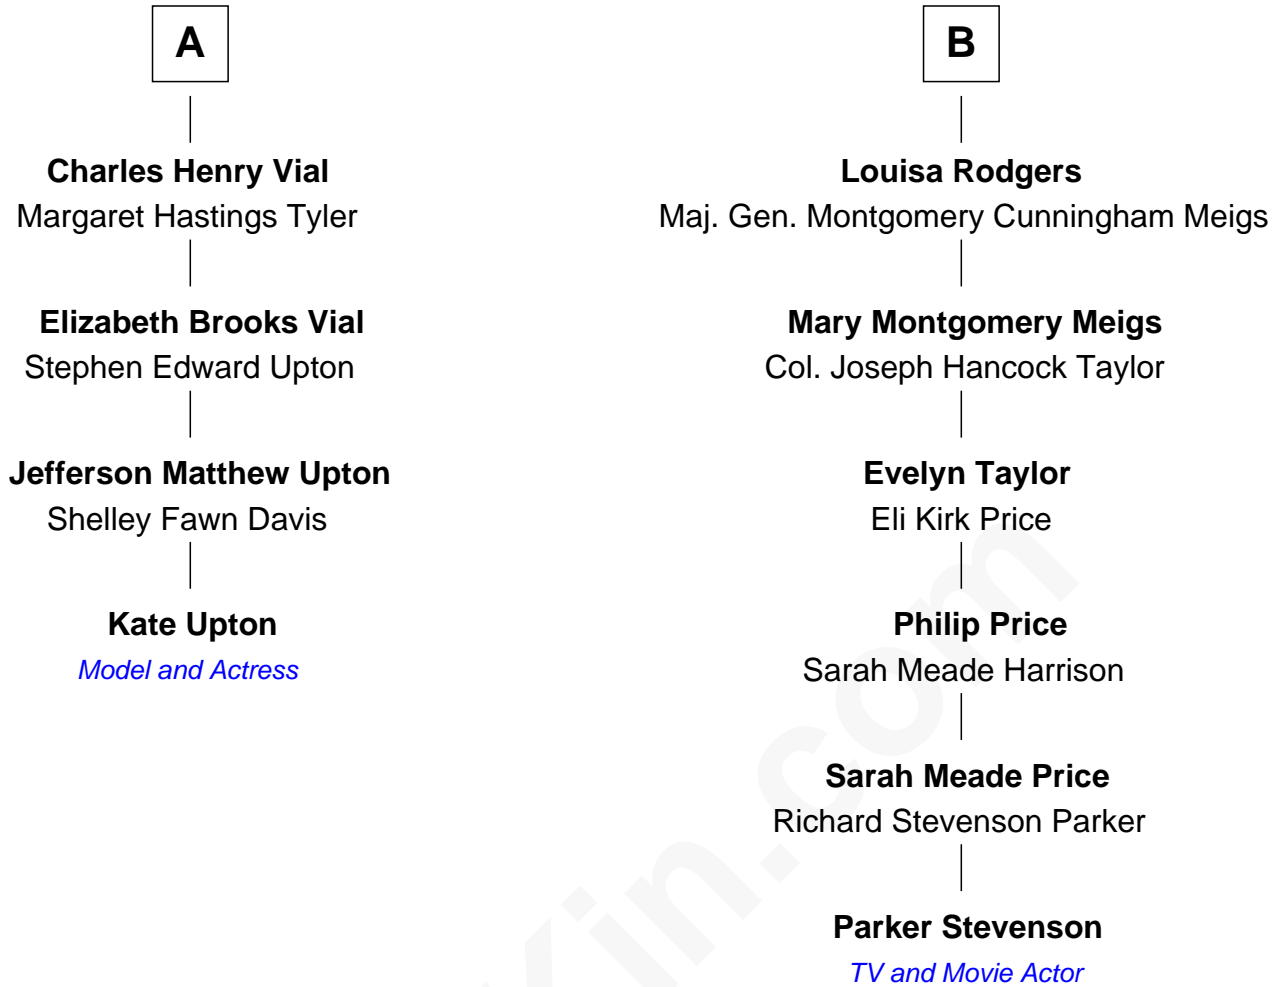 A
Charles Henry Vial
Margaret Hastings Tyler
Elizabeth Brooks Vial
Stephen Edward Upton
Jefferson Matthew Upton
Shelley Fawn Davis
Kate Upton
Model and Actress
B
Louisa Rodgers
Maj. Gen. Montgomery Cunningham Meigs
Mary Montgomery Meigs
Col. Joseph Hancock Taylor
Evelyn Taylor
Eli Kirk Price
Philip Price
Sarah Meade Harrison
Sarah Meade Price
Richard Stevenson Parker
Parker Stevenson
TV and Movie Actor
Kin.com